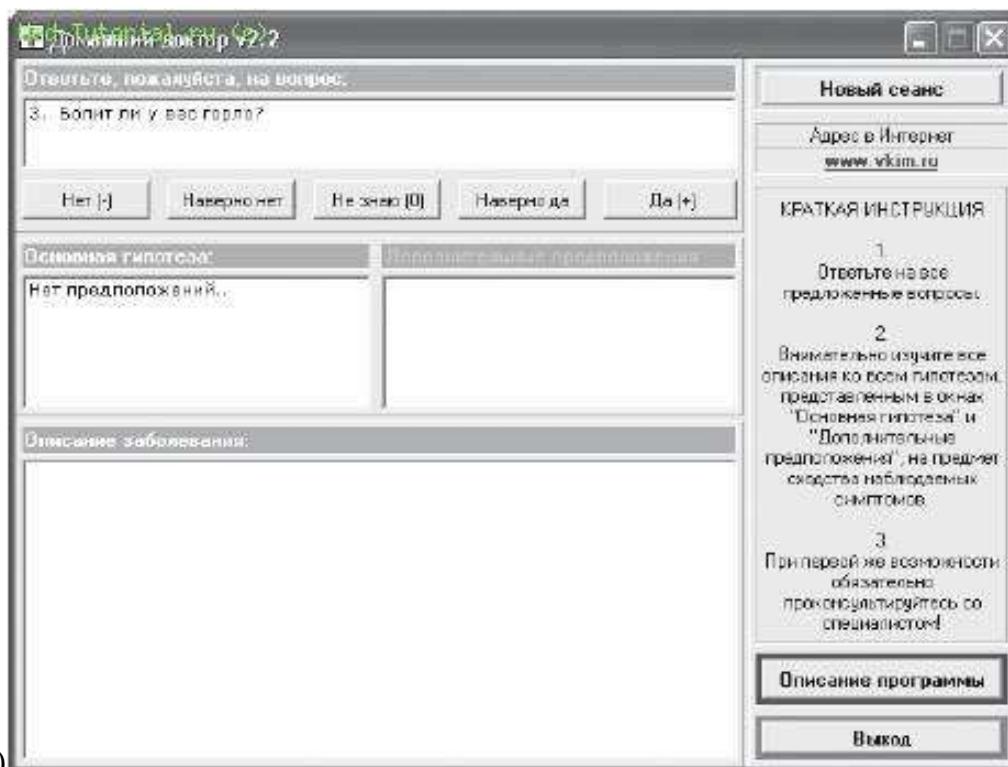 Med-Tutorial.ru (c)
Домашний доктор v2.2
Ответьте, пожалуйста, на вопрос:
3. Болит ли у вас горло?
Нет (-)
Наверно нет
Не знаю (0)
Наверно да
Да (+)
Основная гипотеза:
Дополнительные предположения
Нет предположений..
Описание заболевания:
Новый сеанс
Адрес в Интернет
www.vkim.ru
КРАТКАЯ ИНСТРУКЦИЯ
1
Ответьте на все
предложенные вопросы.
2
Внимательно изучите все
описания ко всем гипотезам,
представленным в окнах
"Основная гипотеза" и
"Дополнительные
предположения", на предмет
сходства наблюдаемых
симптомов
3
При первой же возможности
обязательно
проконсультируйтесь со
специалистом!
Описание программы
Выход
)